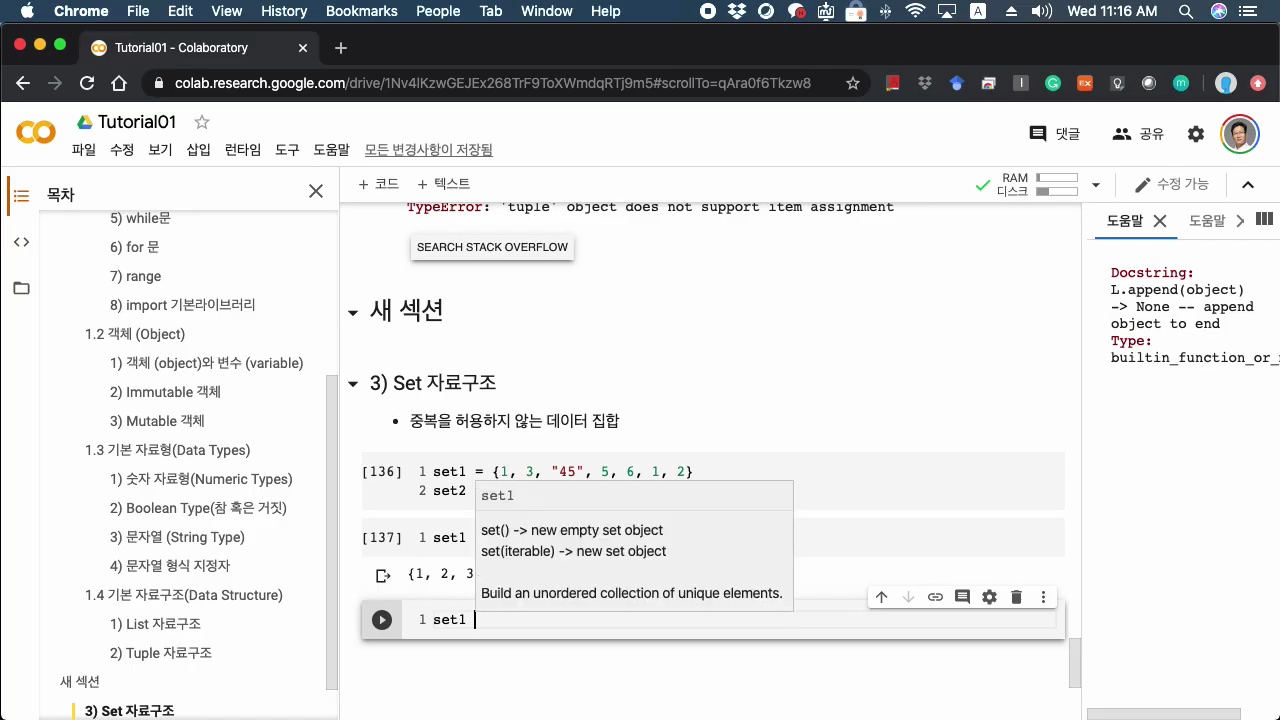 Chrome File Edit View History Bookmarks People Tab Window Help Wed 11:16 AM
Tutorial01 - Colaboratory
colab.research.google.com/drive/1Nv4lKzwGEJEx268TrF9ToXWmdqRTj9m5#scrollTo=qAra0f6Tkzw8
Tutorial01
파일 수정 보기 삽입 런타임 도구 도움말 모든 변경사항이 저장됨
댓글 공유
목차
5) while문
6) for 문
7) range
8) import 기본라이브러리
1.2 객체 (Object)
1) 객체 (object)와 변수 (variable)
2) Immutable 객체
3) Mutable 객체
1.3 기본 자료형(Data Types)
1) 숫자 자료형(Numeric Types)
2) Boolean Type(참 혹은 거짓)
3) 문자열 (String Type)
4) 문자열 형식 지정자
1.4 기본 자료구조(Data Structure)
1) List 자료구조
2) Tuple 자료구조
새 섹션
3) Set 자료구조
+ 코드 + 텍스트
RAM
디스크
수정 가능
TypeError: 'tuple' object does not support item assignment
SEARCH STACK OVERFLOW
새 섹션
3) Set 자료구조
• 중복을 허용하지 않는 데이터 집합
[136] 1 set1 = {1, 3, "45", 5, 6, 1, 2}
2 set2
set1
set() -> new empty set object
set(iterable) -> new set object
Build an unordered collection of unique elements.
[137] 1 set1
{1, 2, 3
1 set1
도움말 도움말
Docstring:
L.append(object)
-> None -- append
object to end
Type:
builtin_function_or_